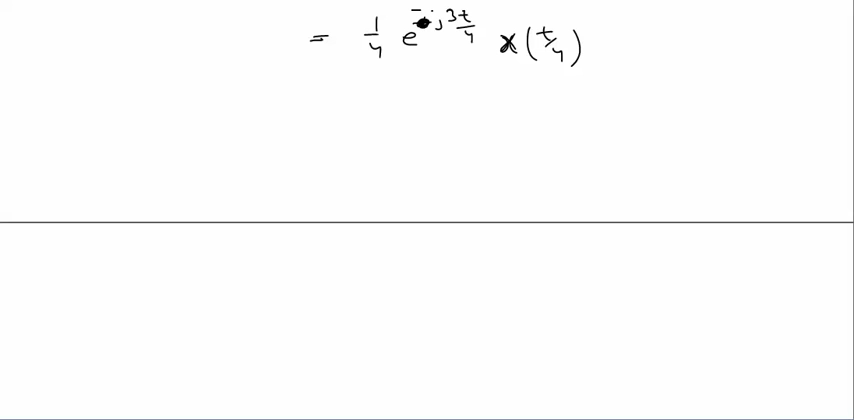 = 1/4 e^{-j3t/4} x(t/4)